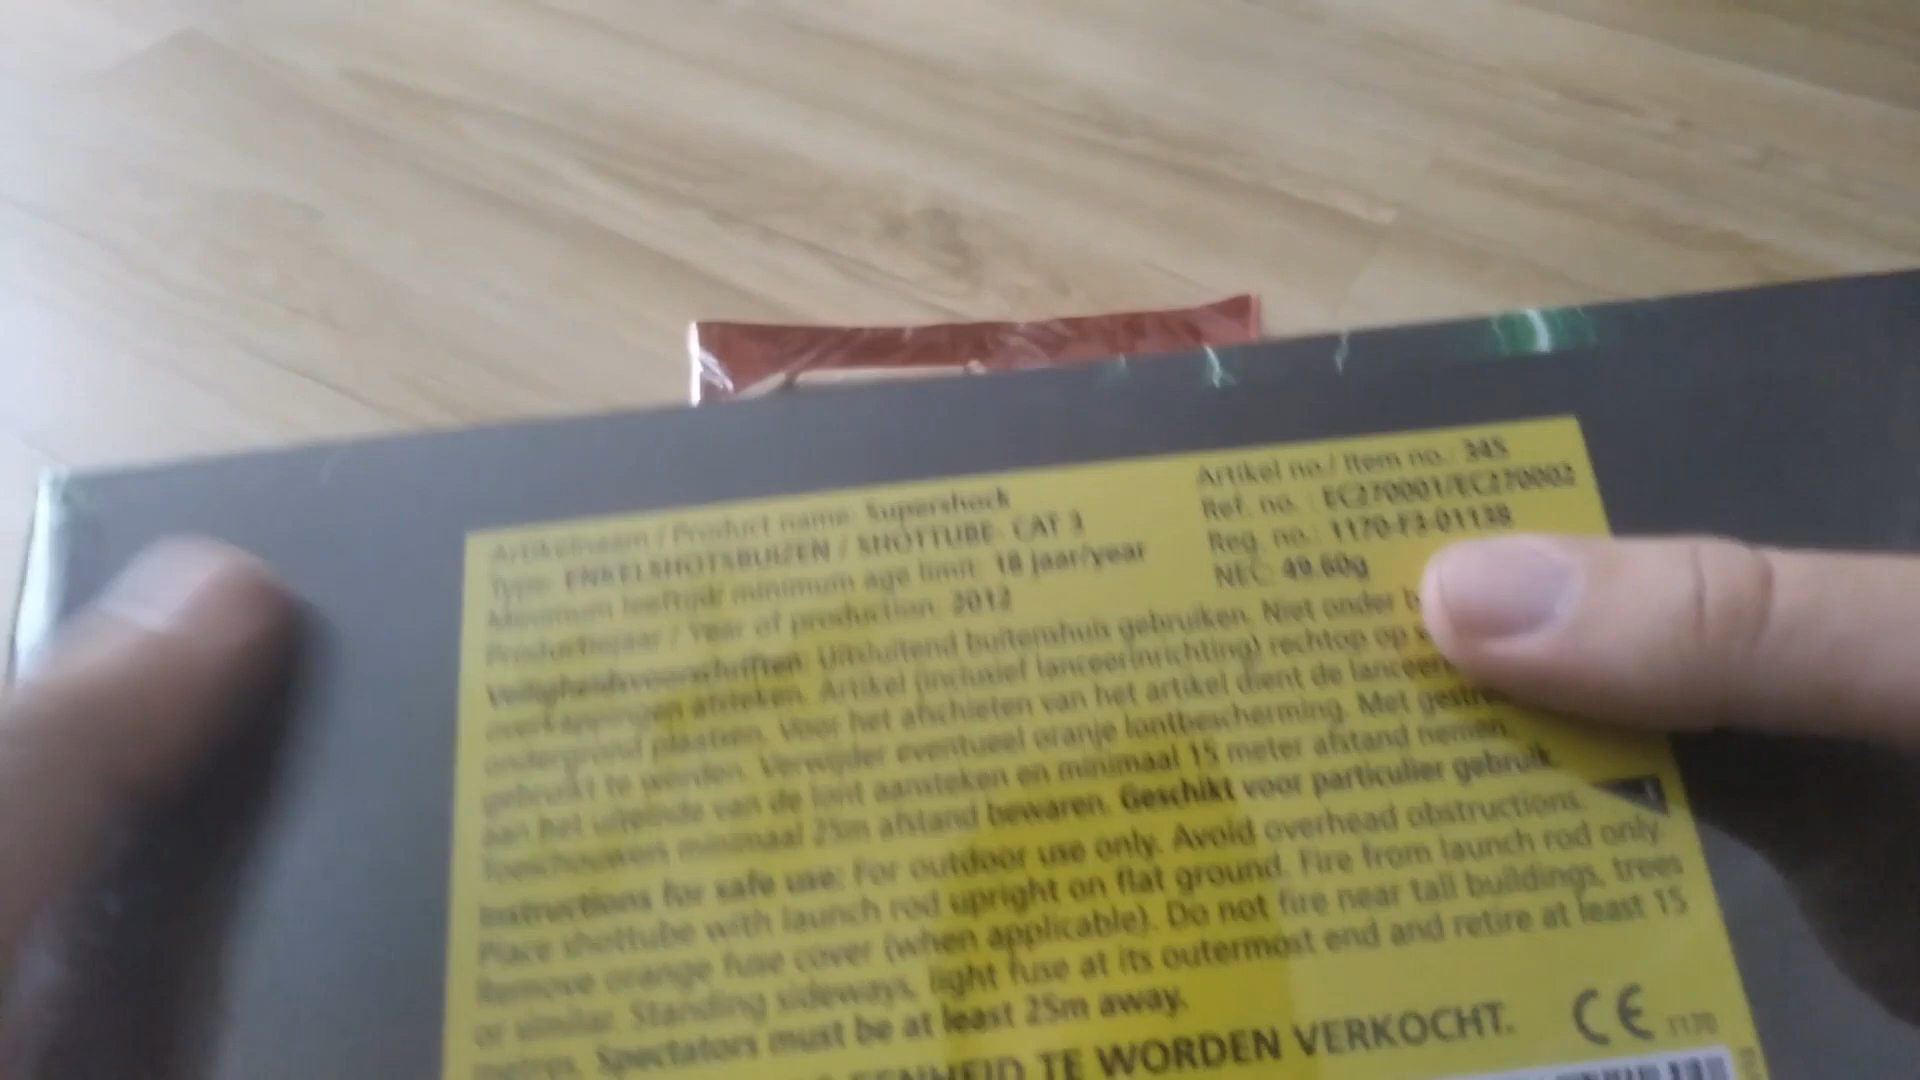 Artikelnaam / Product name: Supershock
Type: ENKELSHOTSBUIZEN / SHOTTUBE- CAT 3
Minimum leeftijd/ minimum age limit: 18 jaar/year
Productiejaar / Year of production: 2012
Artikel no./ Item no.: 345
Ref. no. : EC270001/EC270002
Reg. no.: 1170-F3-01138
NEC: 49.60g
Veiligheidsvoorschriften: Uitsluitend buitenshuis gebruiken. Niet onder
overkappingen afsteken. Artikel (inclusief lanceerinrichting) rechtop op
ondergrond plaatsen. Voor het afschieten van het artikel dient de
gebruikt te worden. Verwijder eventueel oranje lontbescherming. Met
aan het uiteinde van de lont aansteken en minimaal 15 meter afstand nemen.
Toeschouwers minimaal 25m afstand bewaren. Geschikt voor particulier gebruik.
Instructions for safe use: For outdoor use only. Avoid overhead obstructions.
Place shottube with launch rod upright on flat ground. Fire from launch rod only.
Remove orange fuse cover (when applicable). Do not fire near tall buildings, trees
or similar. Standing sideways, light fuse at its outermost end and retire at least 15
metres. Spectators must be at least 25m away.
EENHEID TE WORDEN VERKOCHT.
CE 1170